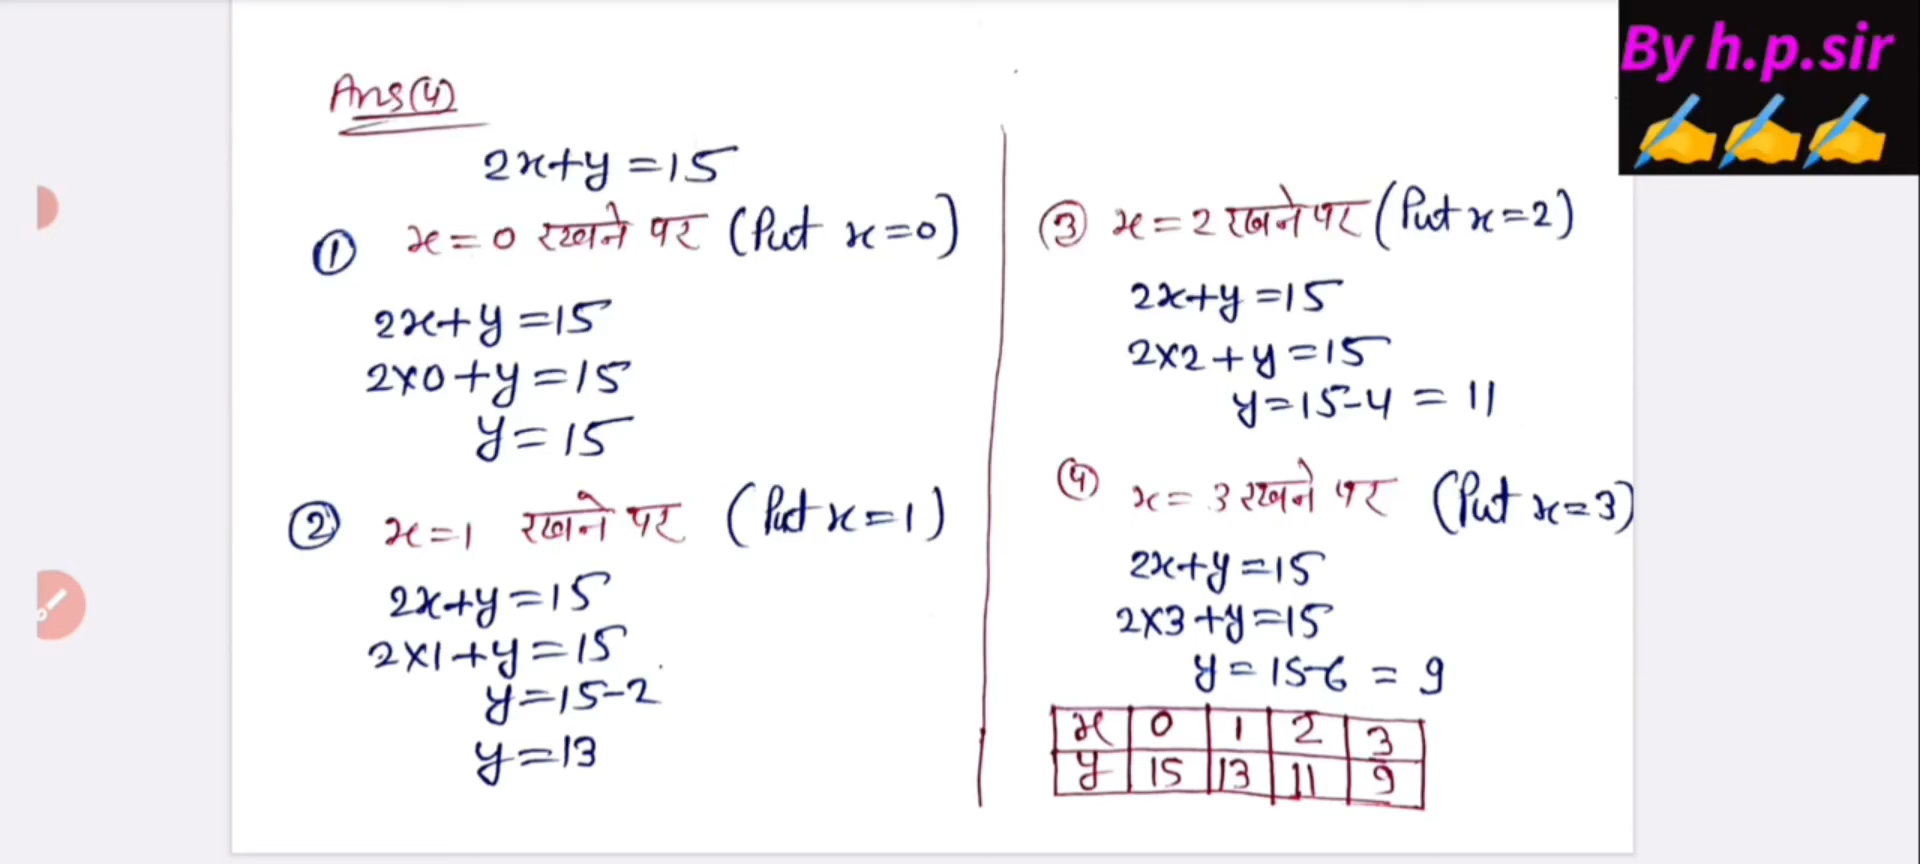 By h.p.sir
Ans(4)
2x+y=15
① x=0 रखने पर (Put x=0)
2x+y=15
2×0+y=15
y=15
② x=1 रखने पर (Put x=1)
2x+y=15
2×1+y=15
y=15-2
y=13
③ x=2 रखने पर (Put x=2)
2x+y=15
2×2+y=15
y=15-4 = 11
④ x=3 रखने पर (Put x=3)
2x+y=15
2×3+y=15
y=15-6 = 9
x 0 1 2 3
y 15 13 11 9